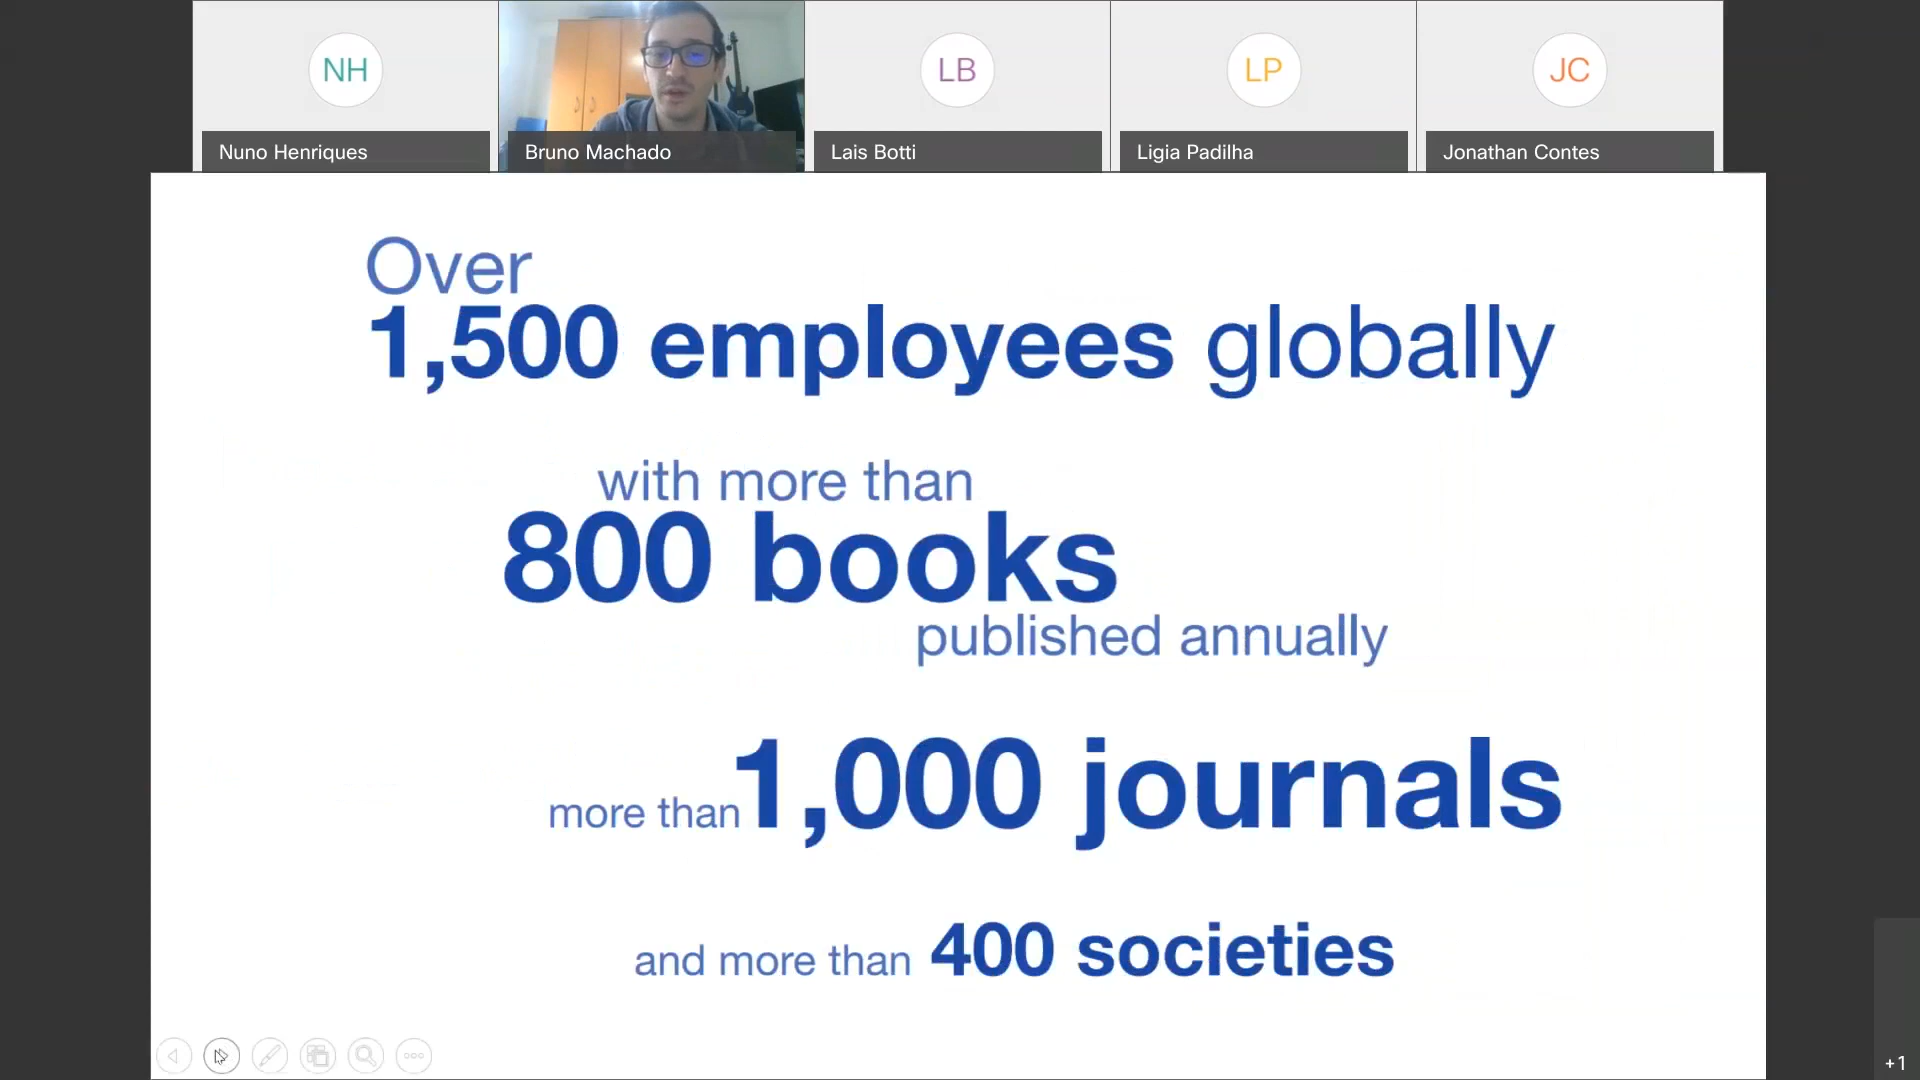 NH
LB
LP
JC
Nuno Henriques
Bruno Machado
Lais Botti
Ligia Padilha
Jonathan Contes
Over
1,500 employees globally
with more than
800 books
published annually
more than 1,000 journals
and more than 400 societies
+1